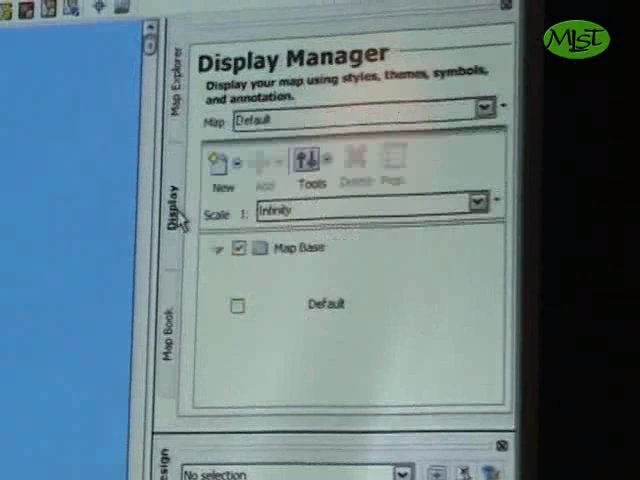 MIST
Map Explorer
Display Manager
Display your map using styles, themes, symbols,
and annotation.
Map Default
New Add Tools Delete Props
Scale 1: Infinity
Display
Map Base
Default
Map Book
No selection